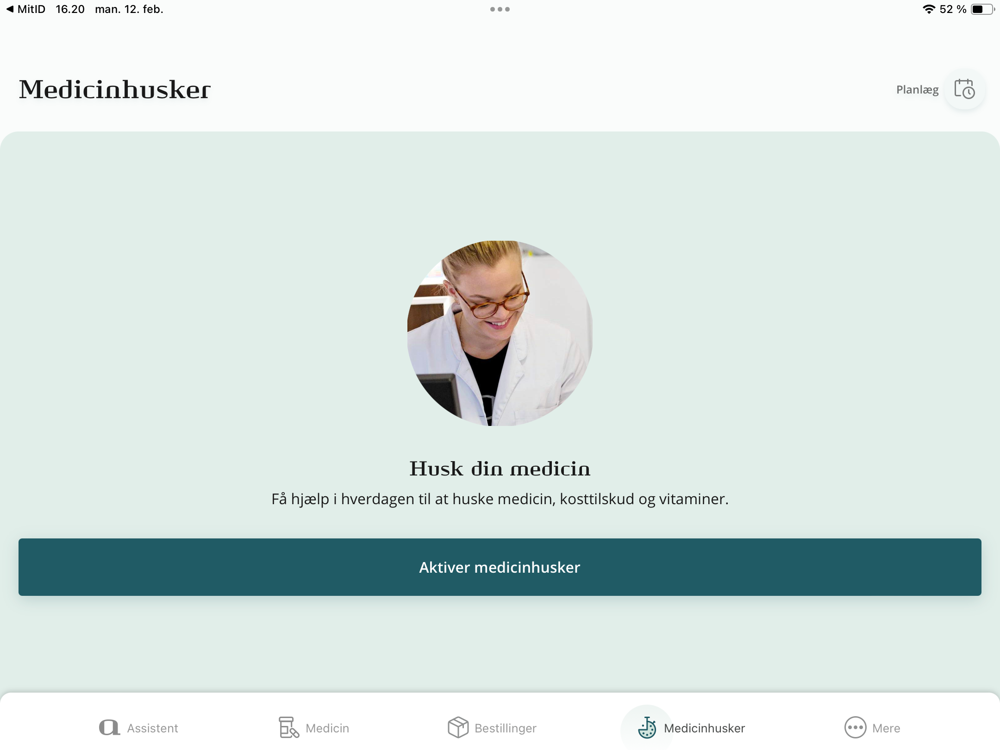 MitID 16.20 man. 12. feb. 52 %
Medicinhusker
Planlæg
Husk din medicin
Få hjælp i hverdagen til at huske medicin, kosttilskud og vitaminer.
Aktiver medicinhusker
Assistent Medicin Bestillinger Medicinhusker Mere